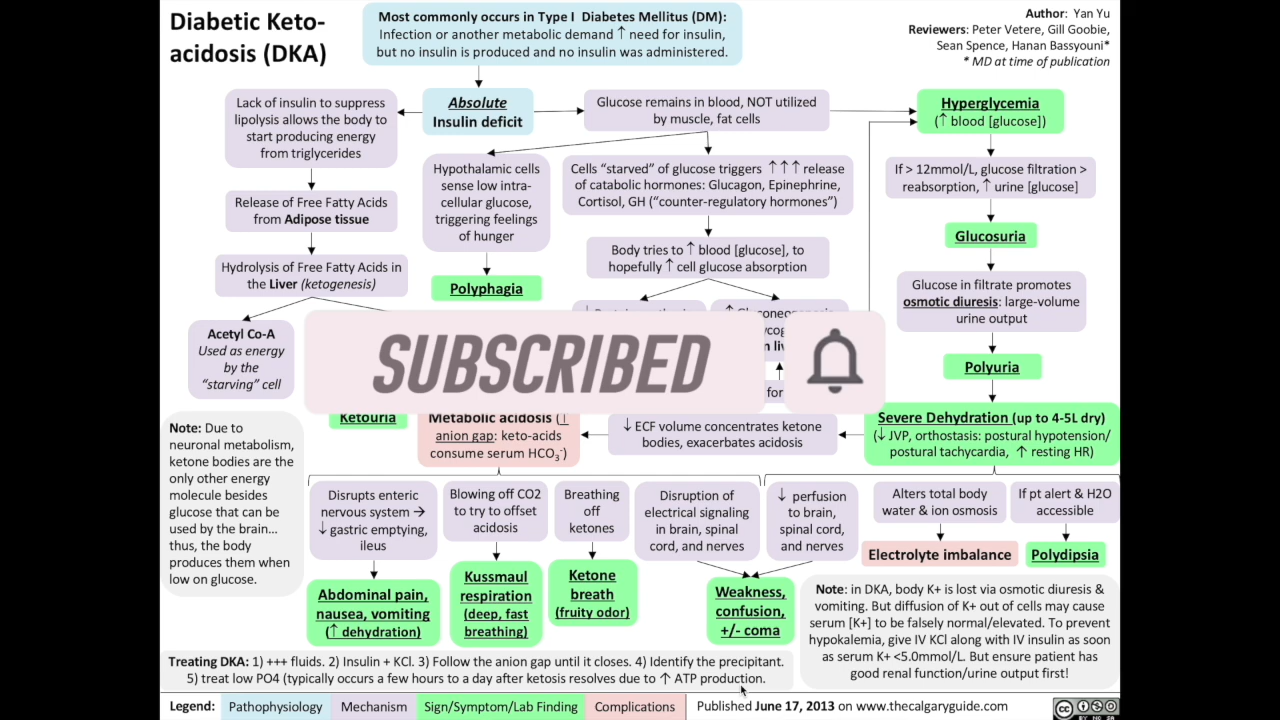 Diabetic Keto-
acidosis (DKA)
Most commonly occurs in Type I Diabetes Mellitus (DM):
Infection or another metabolic demand ↑ need for insulin,
but no insulin is produced and no insulin was administered.
Author: Yan Yu
Reviewers: Peter Vetere, Gill Goobie,
Sean Spence, Hanan Bassyouni*
* MD at time of publication
Lack of insulin to suppress
lipolysis allows the body to
start producing energy
from triglycerides
Absolute
Insulin deficit
Glucose remains in blood, NOT utilized
by muscle, fat cells
Hyperglycemia
(↑ blood [glucose])
Hypothalamic cells
sense low intra-
cellular glucose,
triggering feelings
of hunger
Cells “starved” of glucose triggers ↑↑↑ release
of catabolic hormones: Glucagon, Epinephrine,
Cortisol, GH (“counter-regulatory hormones”)
If > 12mmol/L, glucose filtration >
reabsorption, ↑ urine [glucose]
Release of Free Fatty Acids
from Adipose tissue
Glucosuria
Body tries to ↑ blood [glucose], to
hopefully ↑ cell glucose absorption
Hydrolysis of Free Fatty Acids in
the Liver (ketogenesis)
Polyphagia
Glucose in filtrate promotes
osmotic diuresis: large-volume
urine output
Acetyl Co-A
Used as energy
by the
“starving” cell
SUBSCRIBED
for
Polyuria
Ketouria
Metabolic acidosis (↑
anion gap: keto-acids
consume serum HCO3-)
↓ ECF volume concentrates ketone
bodies, exacerbates acidosis
Severe Dehydration (up to 4-5L dry)
(↓ JVP, orthostasis: postural hypotension/
postural tachycardia, ↑ resting HR)
Note: Due to
neuronal metabolism,
ketone bodies are the
only other energy
molecule besides
glucose that can be
used by the brain...
thus, the body
produces them when
low on glucose.
Disrupts enteric
nervous system →
↓ gastric emptying,
ileus
Blowing off CO2
to try to offset
acidosis
Breathing
off
ketones
Disruption of
electrical signaling
in brain, spinal
cord, and nerves
↓ perfusion
to brain,
spinal cord,
and nerves
Alters total body
water & ion osmosis
If pt alert & H2O
accessible
Electrolyte imbalance
Polydipsia
Abdominal pain,
nausea, vomiting
(↑ dehydration)
Kussmaul
respiration
(deep, fast
breathing)
Ketone
breath
(fruity odor)
Weakness,
confusion,
+/- coma
Note: in DKA, body K+ is lost via osmotic diuresis &
vomiting. But diffusion of K+ out of cells may cause
serum [K+] to be falsely normal/elevated. To prevent
hypokalemia, give IV KCl along with IV insulin as soon
as serum K+ <5.0mmol/L. But ensure patient has
good renal function/urine output first!
Treating DKA: 1) +++ fluids. 2) Insulin + KCl. 3) Follow the anion gap until it closes. 4) Identify the precipitant.
5) treat low PO4 (typically occurs a few hours to a day after ketosis resolves due to ↑ ATP production.
Legend: Pathophysiology Mechanism Sign/Symptom/Lab Finding Complications Published June 17, 2013 on www.thecalgaryguide.com